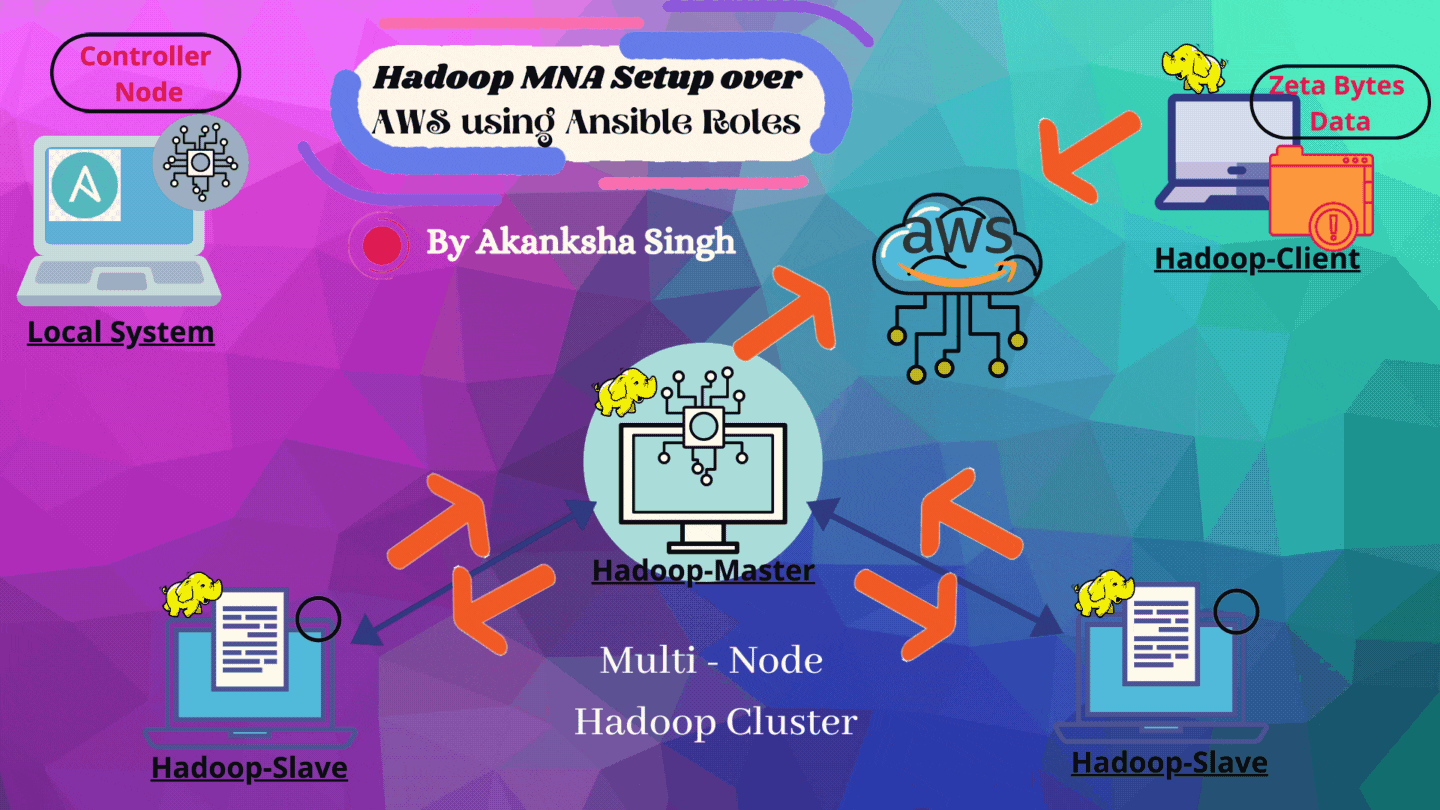 Controller
Node
Hadoop MNA Setup over
AWS using Ansible Roles
Zeta Bytes
Data
By Akanksha Singh
aws
Hadoop-Client
Local System
Hadoop-Master
Multi - Node
Hadoop Cluster
Hadoop-Slave
Hadoop-Slave